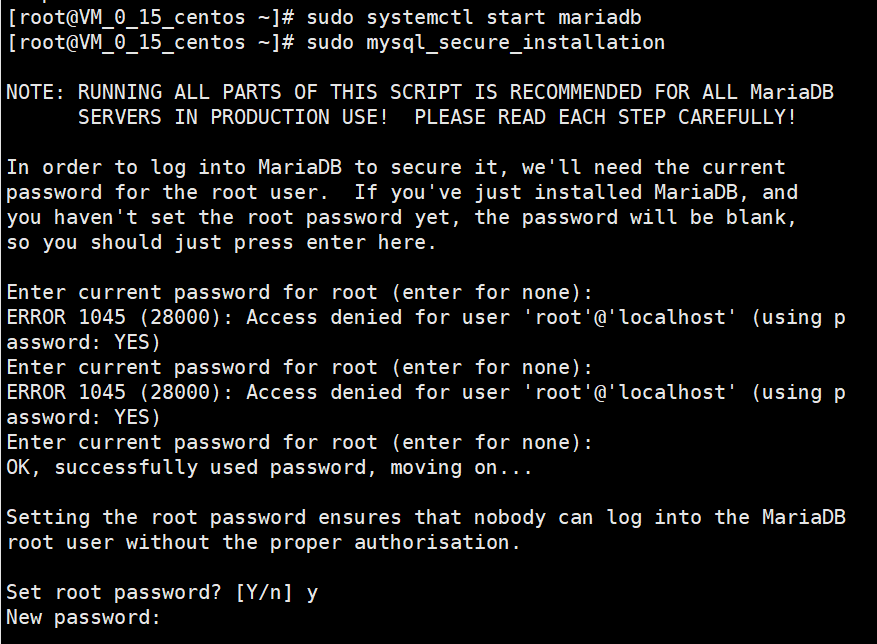 [root@VM_0_15_centos ~]# sudo systemctl start mariadb
[root@VM_0_15_centos ~]# sudo mysql_secure_installation
NOTE: RUNNING ALL PARTS OF THIS SCRIPT IS RECOMMENDED FOR ALL MariaDB
SERVERS IN PRODUCTION USE!  PLEASE READ EACH STEP CAREFULLY!
In order to log into MariaDB to secure it, we'll need the current
password for the root user.  If you've just installed MariaDB, and
you haven't set the root password yet, the password will be blank,
so you should just press enter here.
Enter current password for root (enter for none):
ERROR 1045 (28000): Access denied for user 'root'@'localhost' (using p
assword: YES)
Enter current password for root (enter for none):
ERROR 1045 (28000): Access denied for user 'root'@'localhost' (using p
assword: YES)
Enter current password for root (enter for none):
OK, successfully used password, moving on...
Setting the root password ensures that nobody can log into the MariaDB
root user without the proper authorisation.
Set root password? [Y/n] y
New password: